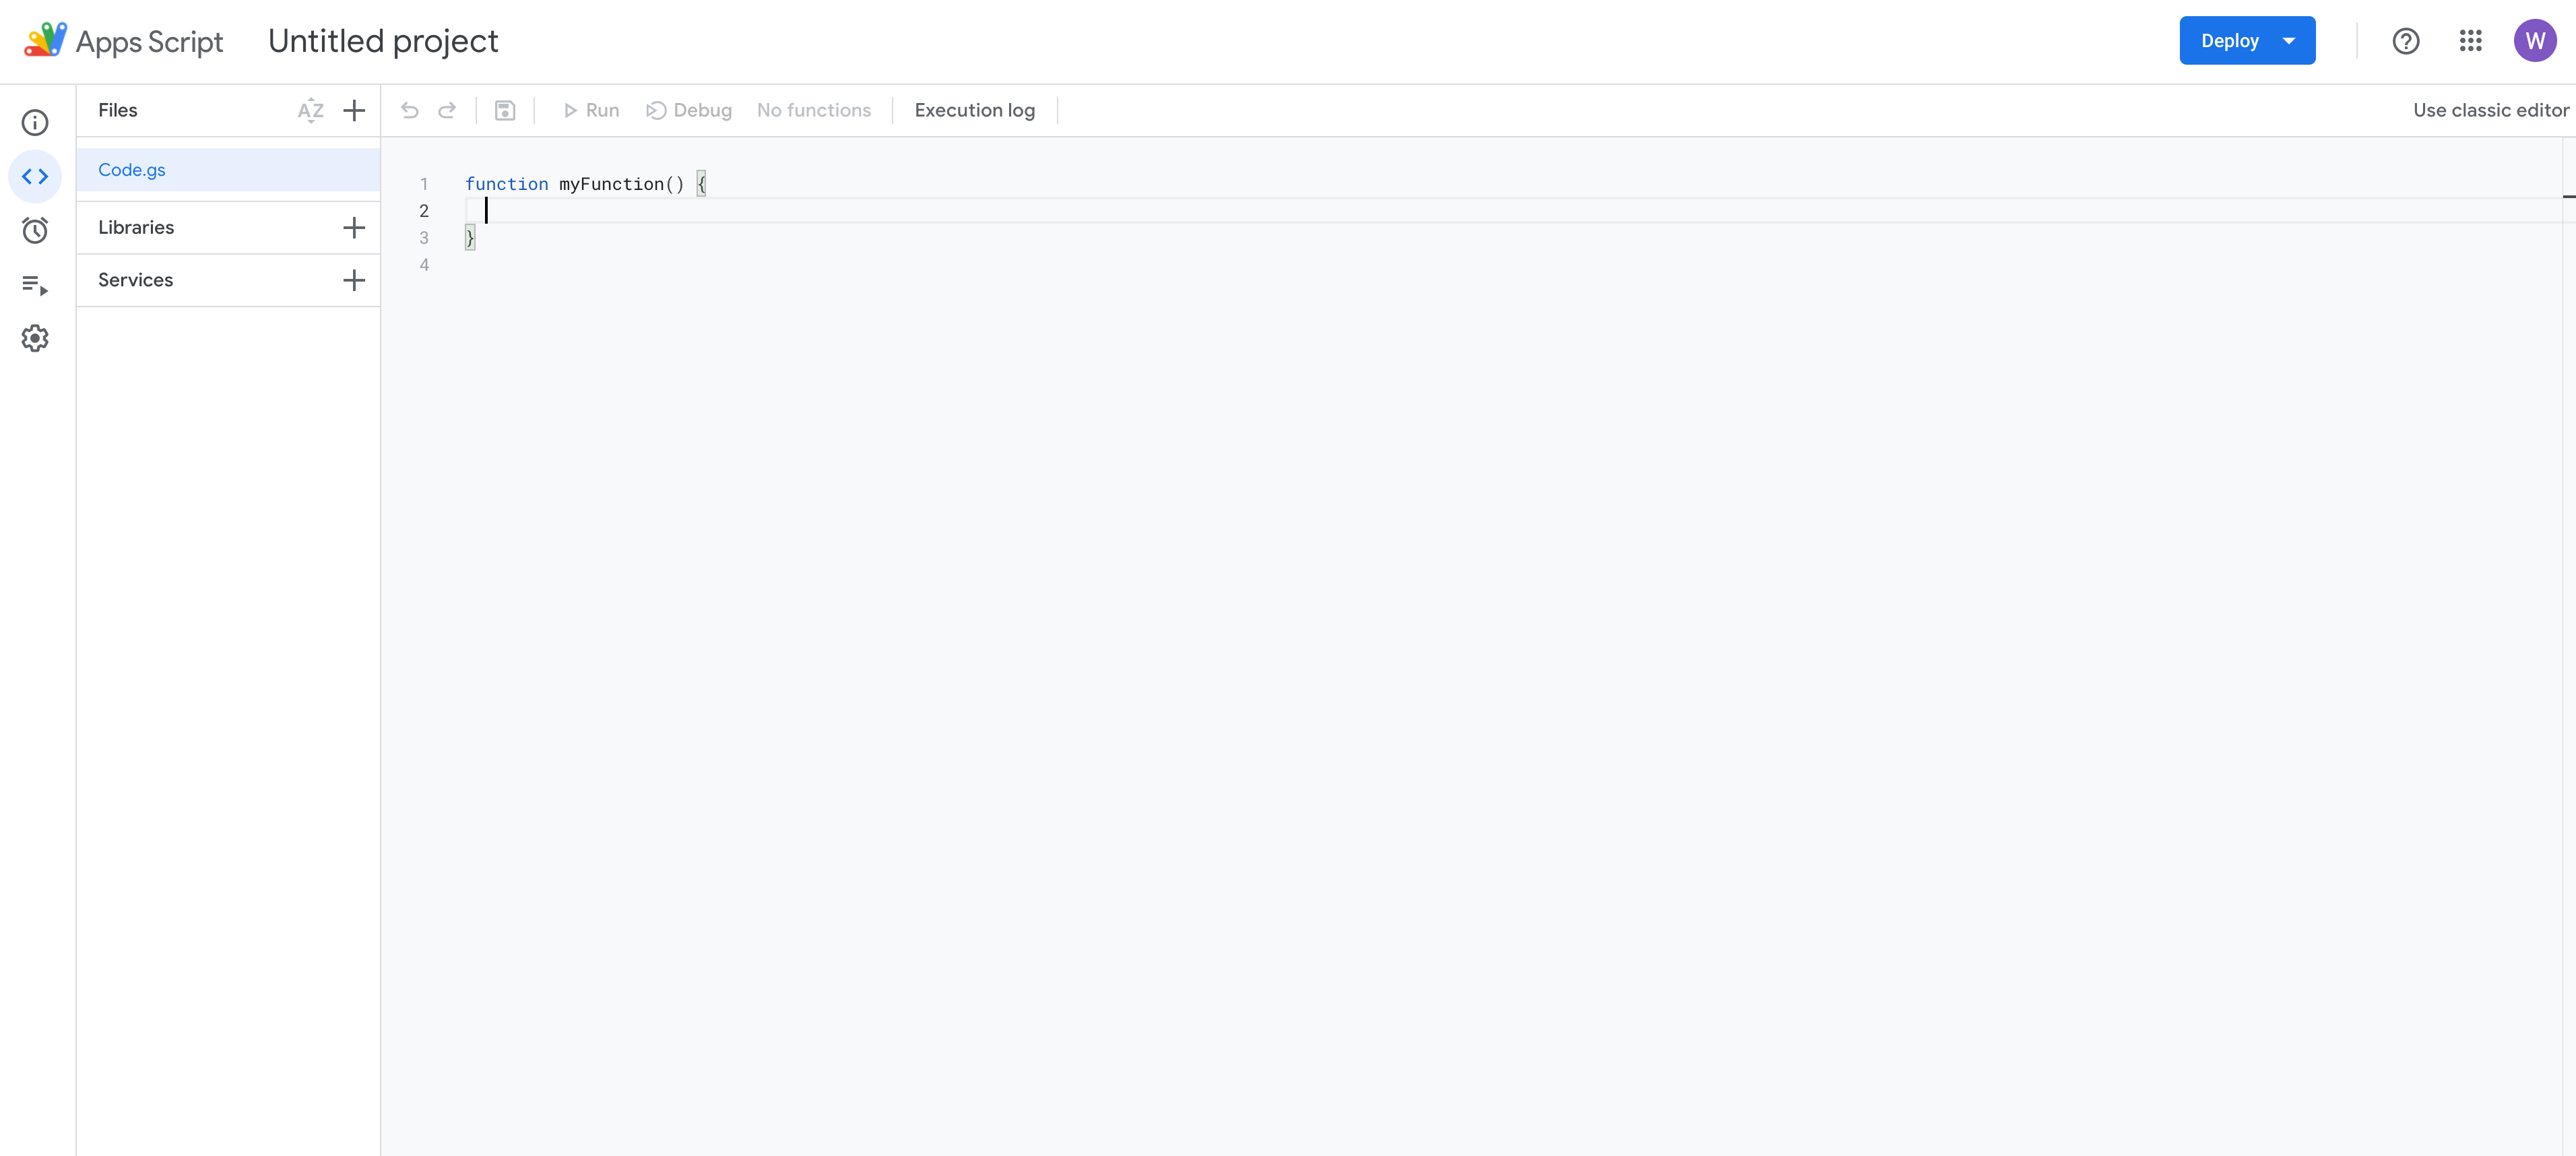 Apps Script Untitled project Deploy W
Files AZ Run Debug No functions Execution log Use classic editor
Code.gs
Libraries
Services
1 function myFunction() {
2
3 }
4